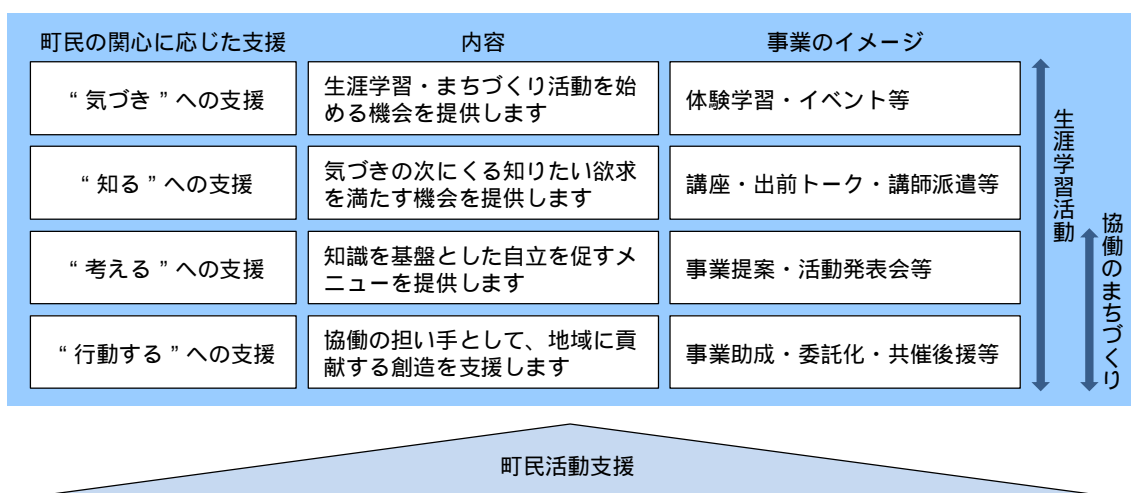 町民の関心に応じた支援
内容
事業のイメージ
“気づき”への支援
生涯学習・まちづくり活動を始
める機会を提供します
体験学習・イベント等
“知る”への支援
気づきの次にくる知りたい欲求
を満たす機会を提供します
講座・出前トーク・講師派遣等
“考える”への支援
知識を基盤とした自立を促すメ
ニューを提供します
事業提案・活動発表会等
“行動する”への支援
協働の担い手として、地域に貢
献する創造を支援します
事業助成・委託化・共催後援等
生涯学習活動
協働のまちづくり
町民活動支援